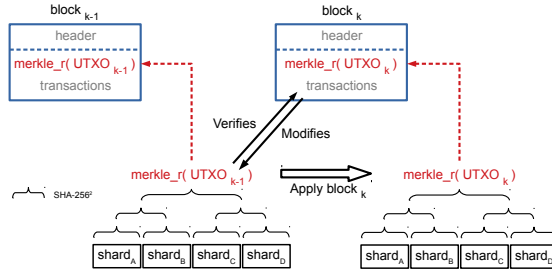 block k-1
header
merkle_r( UTXO k-1 )
transactions
block k
header
merkle_r( UTXO k )
transactions
Verifies
Modifies
merkle_r( UTXO k-1 )
Apply block k
merkle_r( UTXO k )
SHA-256²
shard A shard B shard C shard D
shard A shard B shard C shard D